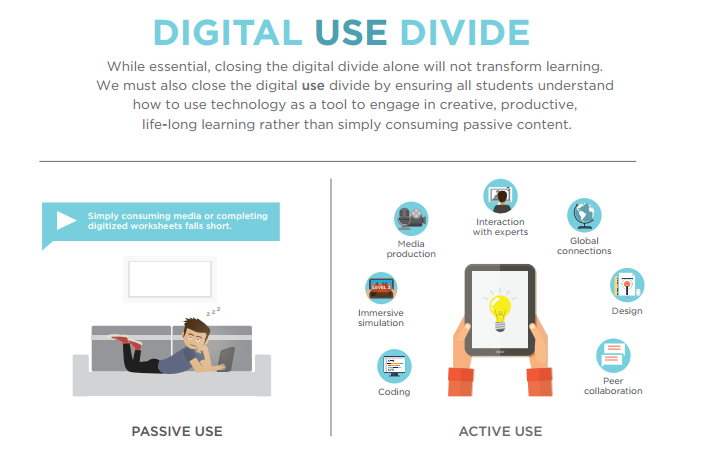 DIGITAL USE DIVIDE
While essential, closing the digital divide alone will not transform learning.
We must also close the digital use divide by ensuring all students understand
how to use technology as a tool to engage in creative, productive,
life-long learning rather than simply consuming passive content.
Simply consuming media or completing
digitized worksheets falls short.
z z z
PASSIVE USE
Interaction
with experts
Media
production
Global
connections
LEVEL 2
Immersive
simulation
Design
Coding
Peer
collaboration
ACTIVE USE